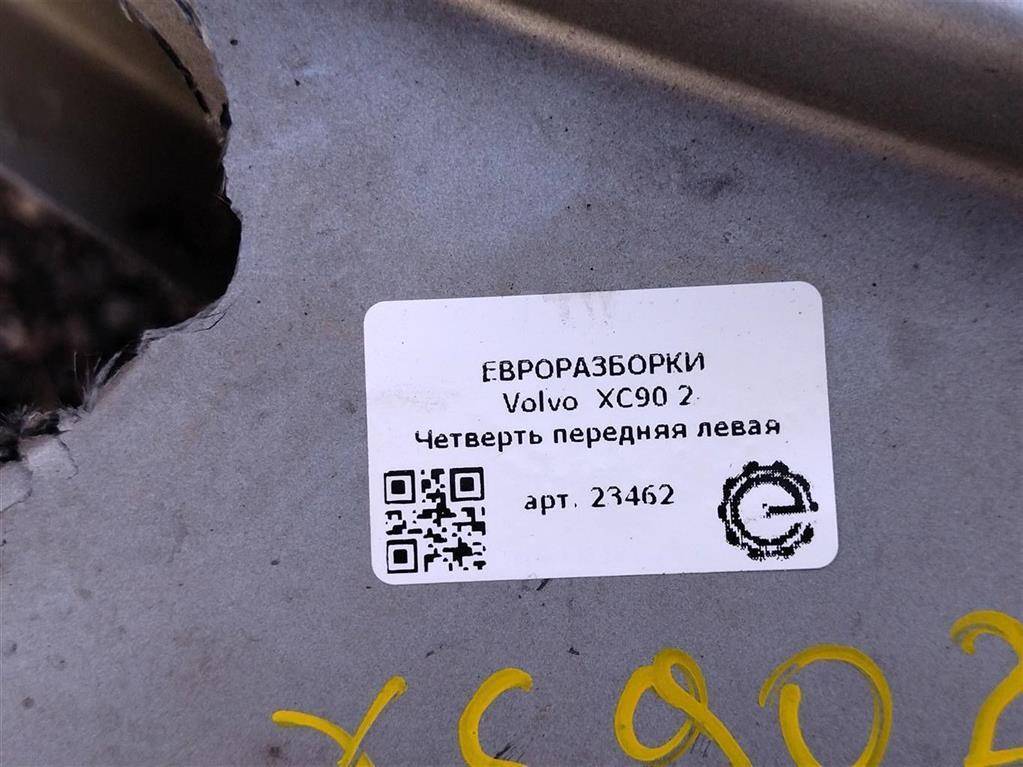 ЕВРОРАЗБОРКИ
Volvo XC90 2
Четверть передняя левая
арт. 23462
XC90 2